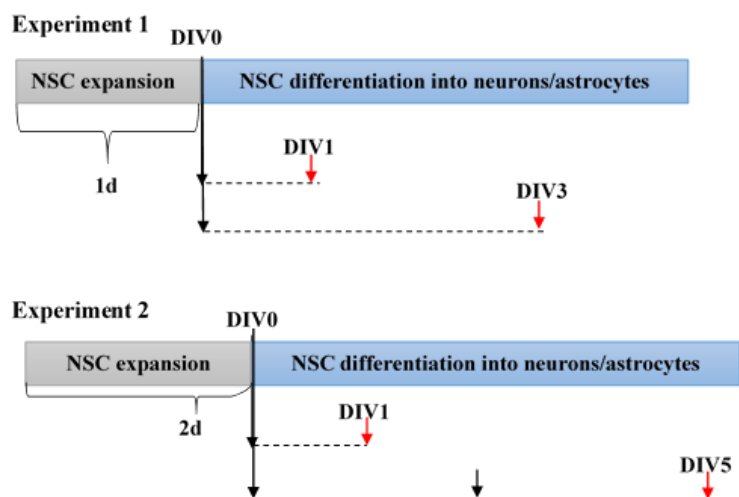 Experiment 1
DIV0
NSC expansion NSC differentiation into neurons/astrocytes
DIV1
1d
DIV3
Experiment 2
DIV0
NSC expansion NSC differentiation into neurons/astrocytes
DIV1
2d
DIV5